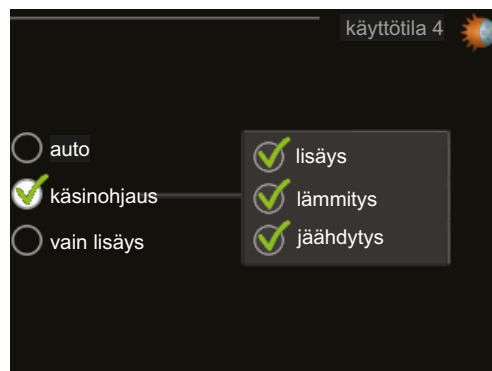 käyttötila 4
auto
käsinohjaus
vain lisäys
lisäys
lämmitys
jäähdytys